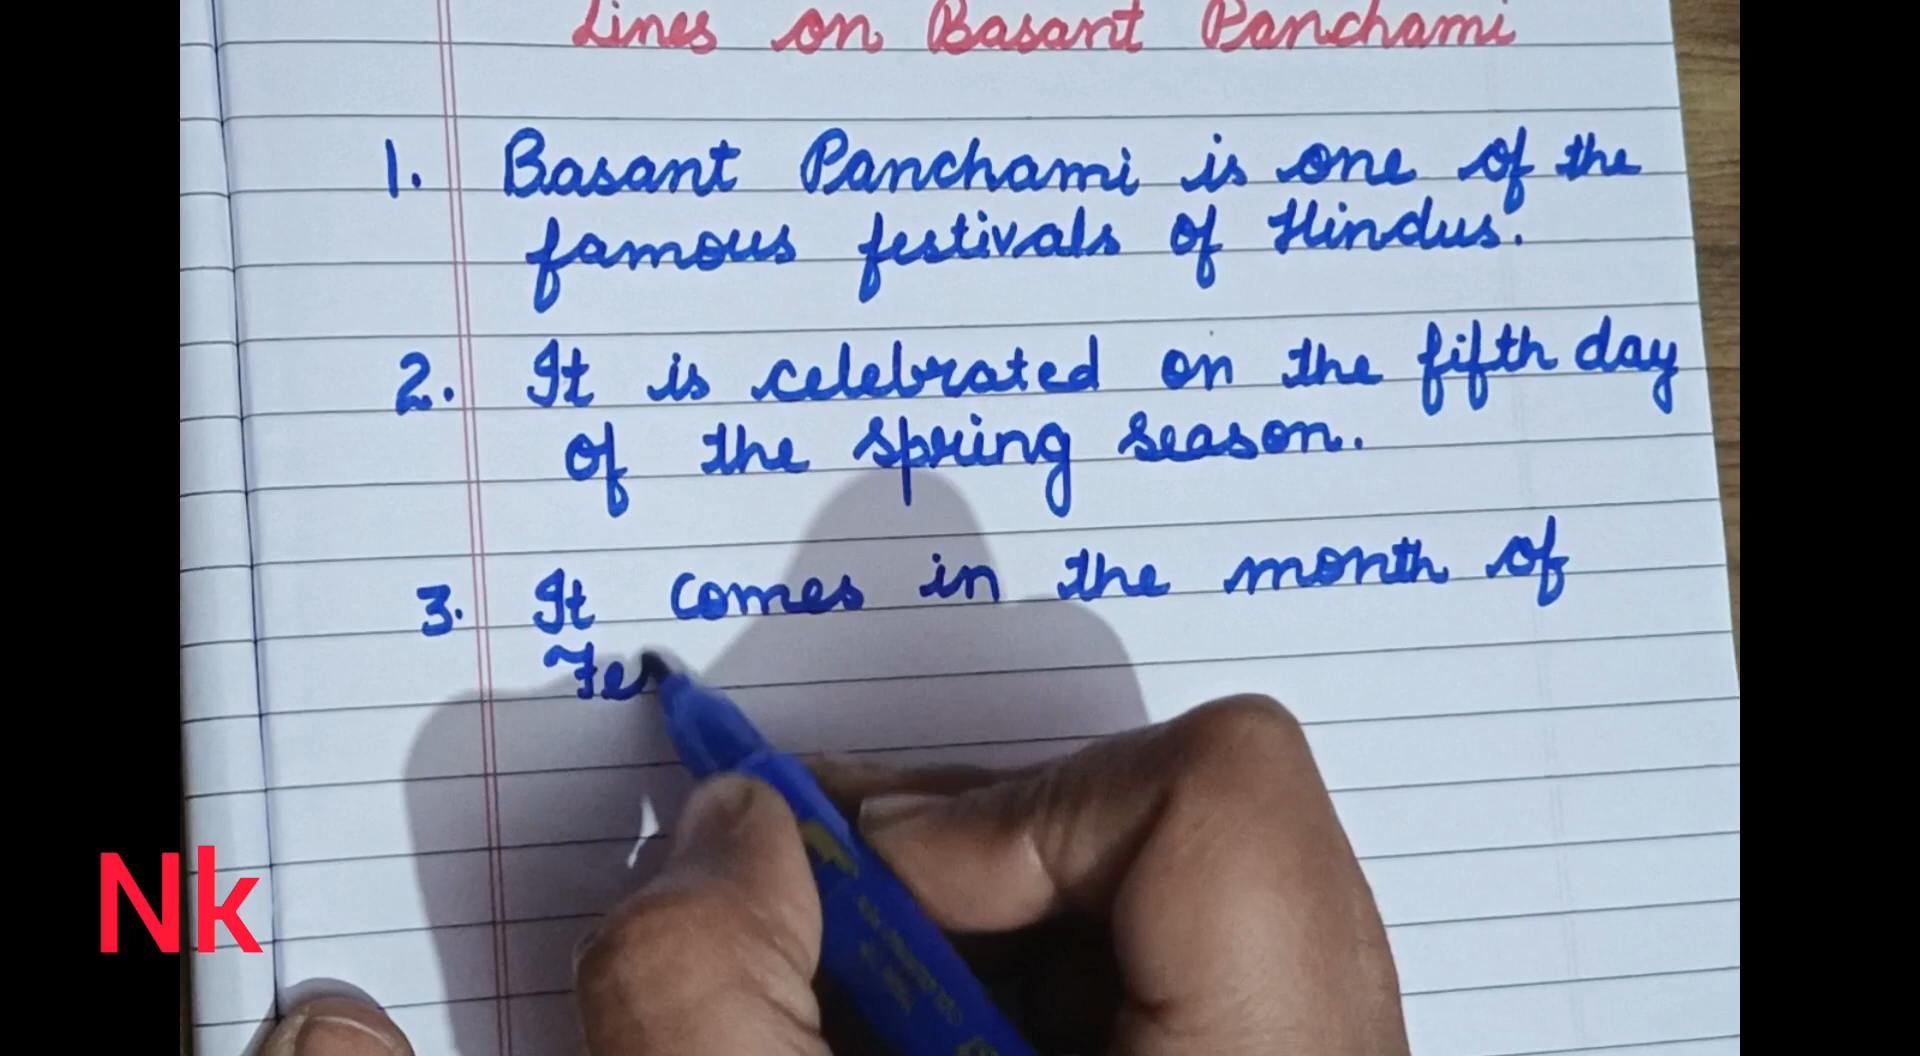 Lines on Basant Panchami
1. Basant Panchami is one of the
famous festivals of Hindus.
2. It is celebrated on the fifth day
of the spring season.
3. It comes in the month of
Nk